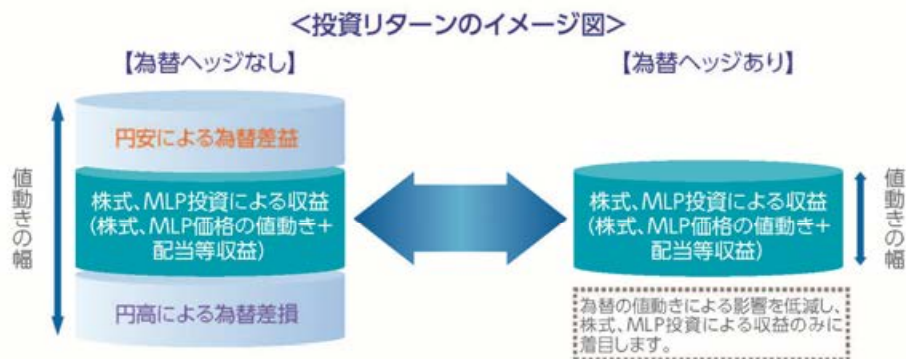 <投資リターンのイメージ図>
【為替ヘッジなし】
値動きの幅
円安による為替差益
株式、MLP投資による収益
(株式、MLP価格の値動き+
配当等収益)
円高による為替差損
【為替ヘッジあり】
株式、MLP投資による収益
(株式、MLP価格の値動き+
配当等収益)
値動きの幅
為替の値動きによる影響を低減し、
株式、MLP投資による収益のみに
着目します。